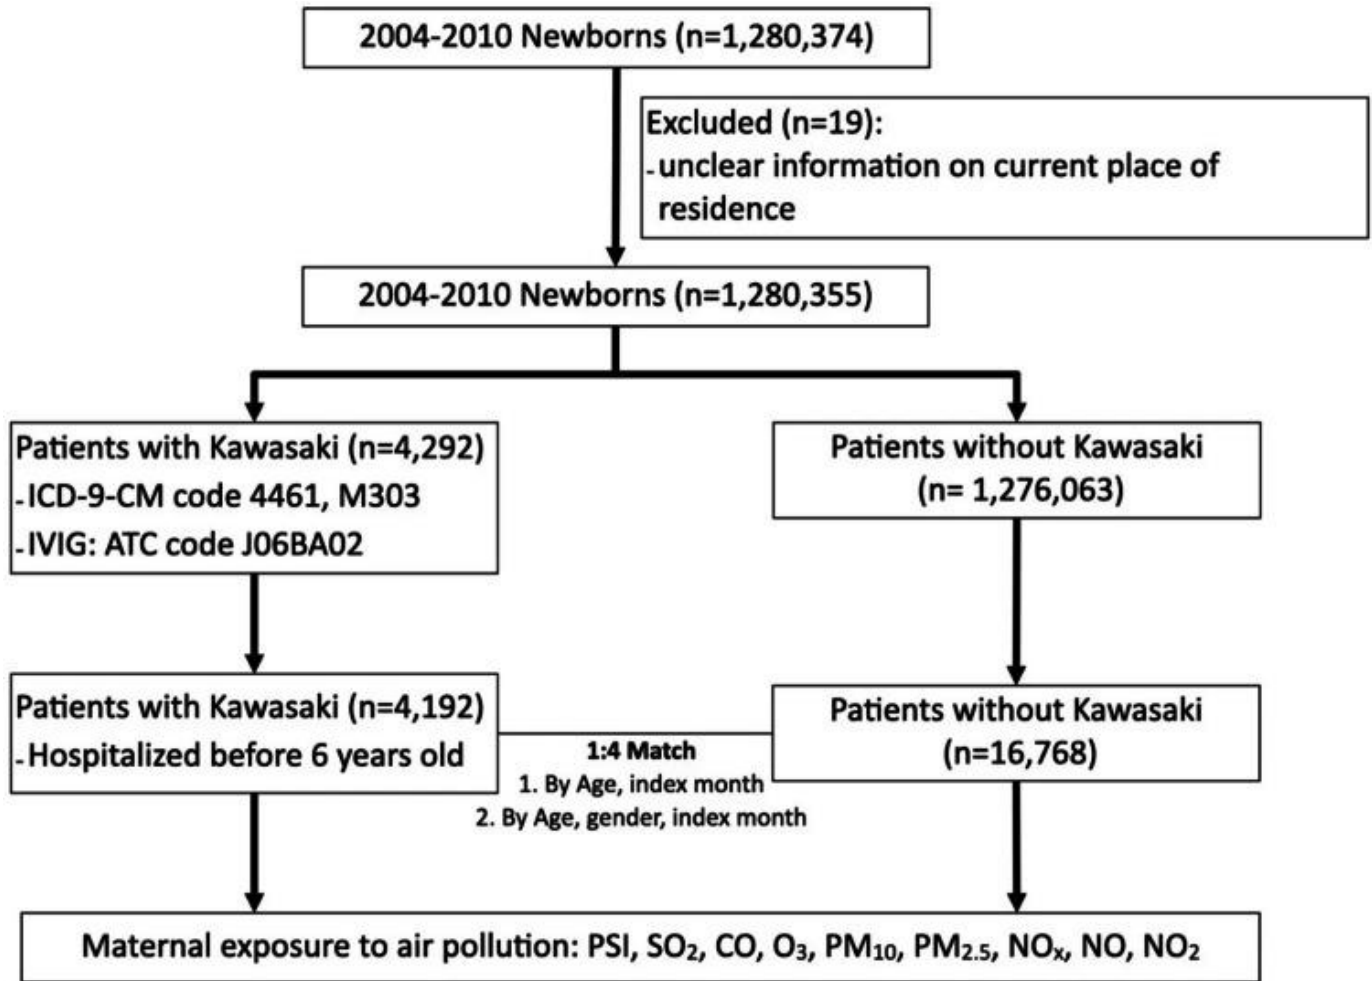 2004-2010 Newborns (n=1,280,374)
Excluded (n=19):
-unclear information on current place of
residence
2004-2010 Newborns (n=1,280,355)
Patients with Kawasaki (n=4,292)
-ICD-9-CM code 4461, M303
-IVIG: ATC code J06BA02
Patients without Kawasaki
(n= 1,276,063)
Patients with Kawasaki (n=4,192)
-Hospitalized before 6 years old
1:4 Match
1. By Age, index month
2. By Age, gender, index month
Patients without Kawasaki
(n=16,768)
Maternal exposure to air pollution: PSI, SO₂, CO, O₃, PM₁₀, PM₂.₅, NOₓ, NO, NO₂